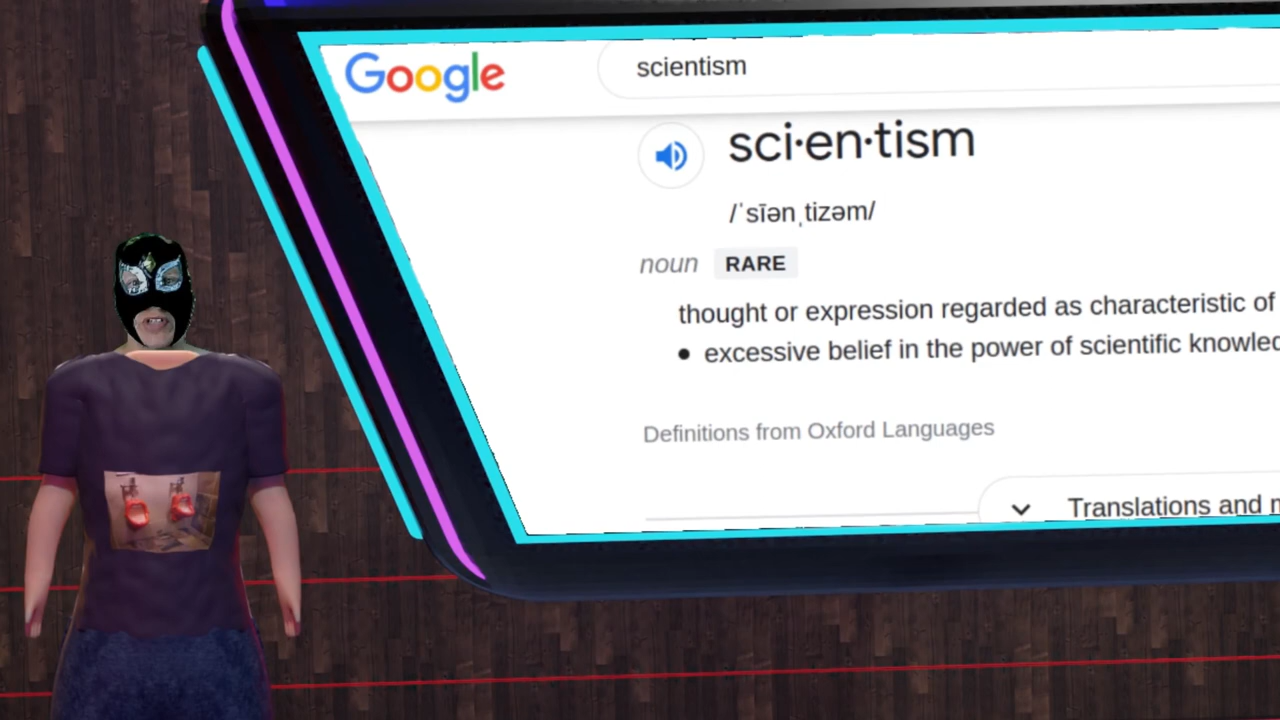 Google
scientism
sci·en·tism
/ˈsīənˌtizəm/
noun RARE
thought or expression regarded as characteristic of
• excessive belief in the power of scientific
Definitions from Oxford Languages
Translations and